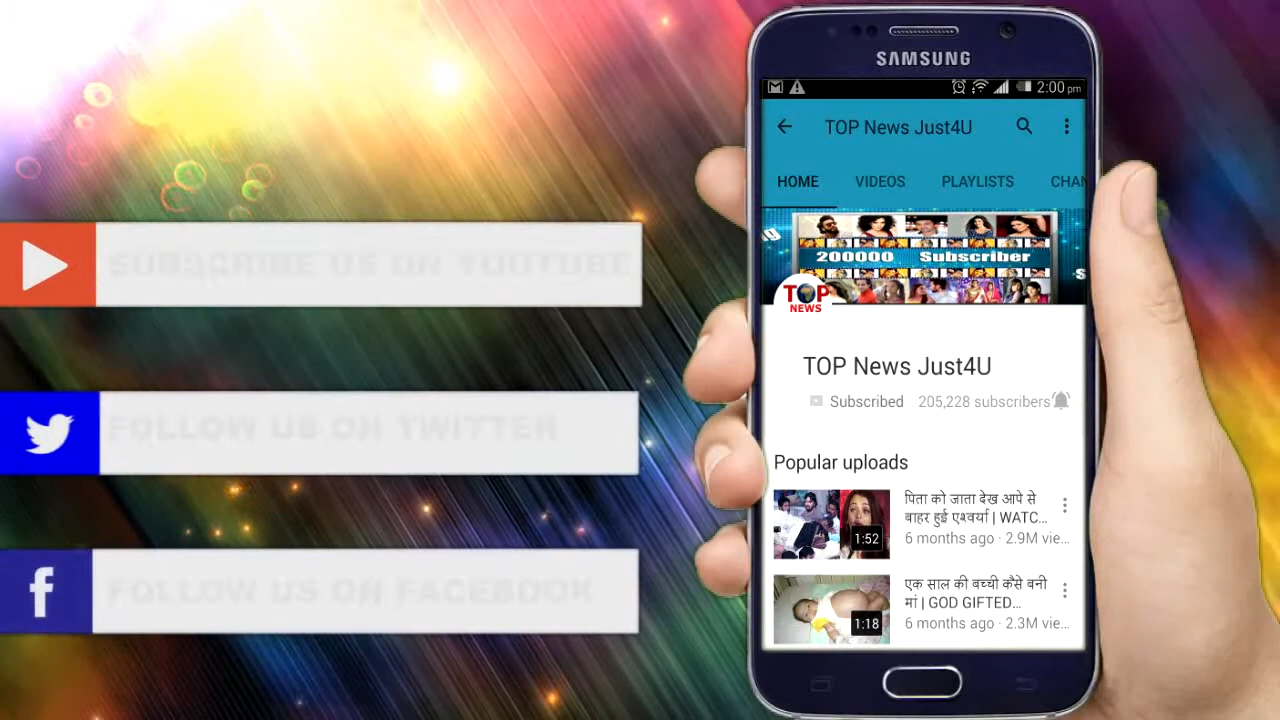 SUBSCRIBE US ON YOUTUBE
FOLLOW US ON TWITTER
FOLLOW US ON FACEBOOK
SAMSUNG
2:00 pm
TOP News Just4U
HOME VIDEOS PLAYLISTS CHAN
200000 Subscriber
TOP
NEWS
TOP News Just4U
Subscribed 205,228 subscribers
Popular uploads
पिता को जाता देख आपे से
बाहर हुई एश्वर्या | WATC...
6 months ago · 2.9M vie...
1:52
एक साल की बच्ची कैसे बनी
मां | GOD GIFTED...
6 months ago · 2.3M vie...
1:18